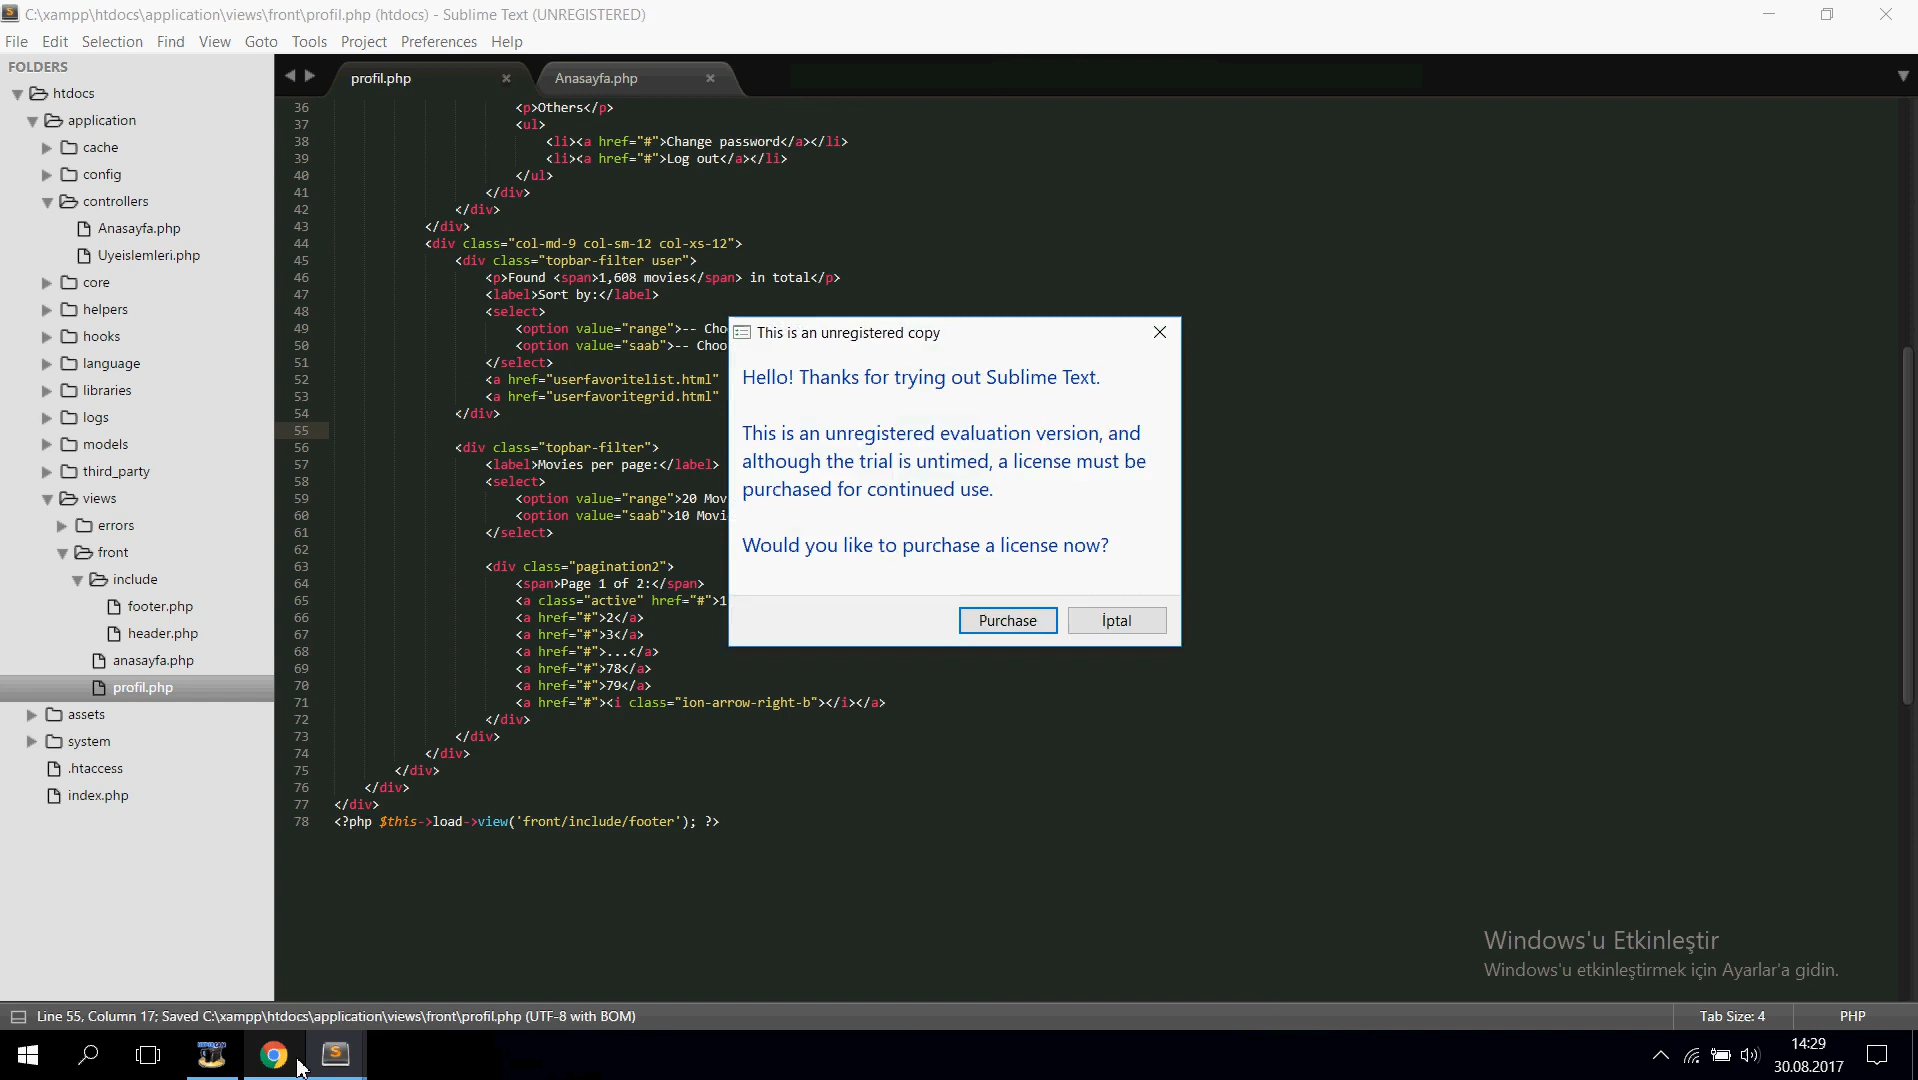 C:\xampp\htdocs\application\views\front\profil.php (htdocs) - Sublime Text (UNREGISTERED)
File Edit Selection Find View Goto Tools Project Preferences Help
FOLDERS
htdocs
application
cache
config
controllers
Anasayfa.php
Uyeislemleri.php
core
helpers
hooks
language
libraries
logs
models
third_party
views
errors
front
include
footer.php
header.php
anasayfa.php
profil.php
assets
system
.htaccess
index.php
profil.php
Anasayfa.php
36 <p>Others</p>
37 <ul>
38 <li><a href="#">Change password</a></li>
39 <li><a href="#">Log out</a></li>
40 </ul>
41 </div>
42 </div>
43 </div>
44 <div class="col-md-9 col-sm-12 col-xs-12">
45 <div class="topbar-filter user">
46 <p>Found <span>1,608 movies</span> in total</p>
47 <label>Sort by:</label>
48 <select>
49 <option value="range">-- Cho
50 <option value="saab">-- Choo
51 </select>
52 <a href="userfavoritelist.html"
53 <a href="userfavoritegrid.html"
54 </div>
55
56 <div class="topbar-filter">
57 <label>Movies per page:</label>
58 <select>
59 <option value="range">20 Mov
60 <option value="saab">10 Movi
61 </select>
62
63 <div class="pagination2">
64 <span>Page 1 of 2:</span>
65 <a class="active" href="#">1
66 <a href="#">2</a>
67 <a href="#">3</a>
68 <a href="#">...</a>
69 <a href="#">78</a>
70 <a href="#">79</a>
71 <a href="#"><i class="ion-arrow-right-b"></i></a>
72 </div>
73 </div>
74 </div>
75 </div>
76 </div>
77 </div>
78 <?php $this->load->view('front/include/footer'); ?>
This is an unregistered copy
Hello! Thanks for trying out Sublime Text.
This is an unregistered evaluation version, and
although the trial is untimed, a license must be
purchased for continued use.
Would you like to purchase a license now?
Purchase
İptal
Windows'u Etkinleştir
Windows'u etkinleştirmek için Ayarlar'a gidin.
Line 55, Column 17; Saved C:\xampp\htdocs\application\views\front\profil.php (UTF-8 with BOM)
Tab Size: 4
PHP
14:29
30.08.2017